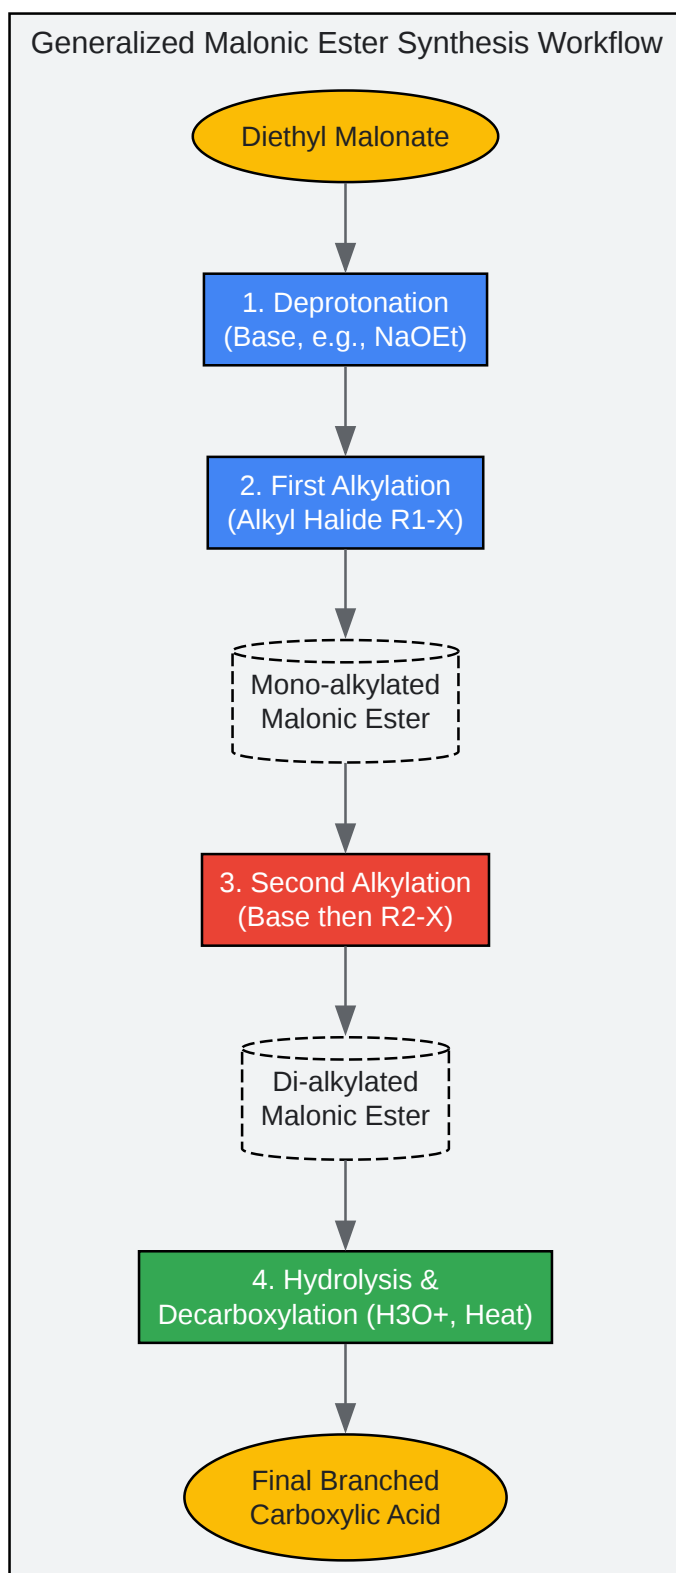 Generalized Malonic Ester Synthesis Workflow
Diethyl Malonate
1. Deprotonation
(Base, e.g., NaOEt)
2. First Alkylation
(Alkyl Halide R1-X)
Mono-alkylated
Malonic Ester
3. Second Alkylation
(Base then R2-X)
Di-alkylated
Malonic Ester
4. Hydrolysis &
Decarboxylation (H3O+, Heat)
Final Branched
Carboxylic Acid